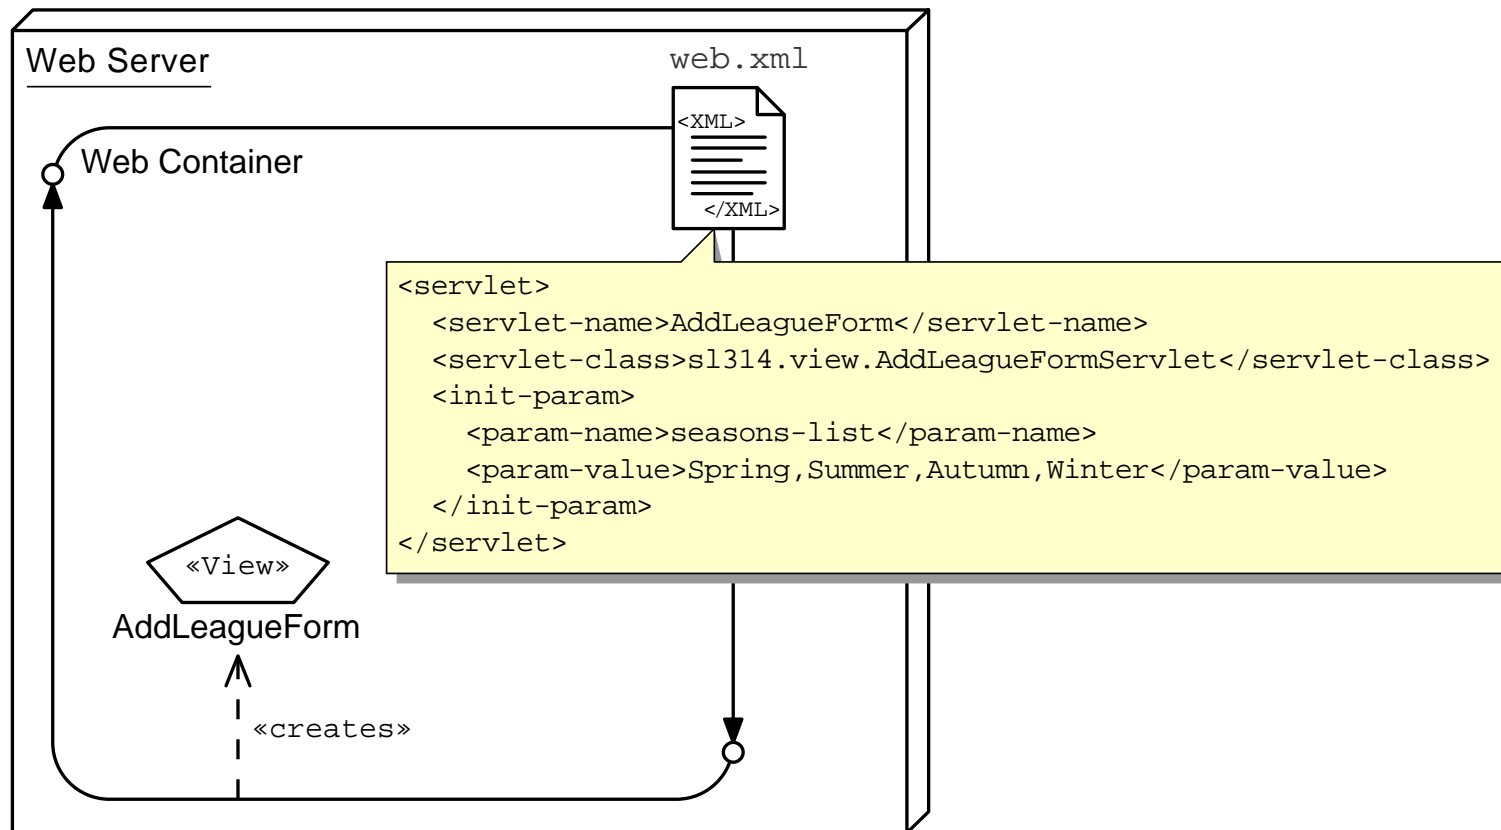 Web Server
web.xml
<XML>
Web Container
</XML>
<servlet>
  <servlet-name>AddLeagueForm</servlet-name>
  <servlet-class>sl314.view.AddLeagueFormServlet</servlet-class>
  <init-param>
    <param-name>seasons-list</param-name>
    <param-value>Spring,Summer,Autumn,Winter</param-value>
  </init-param>
</servlet>
«View»
AddLeagueForm
«creates»